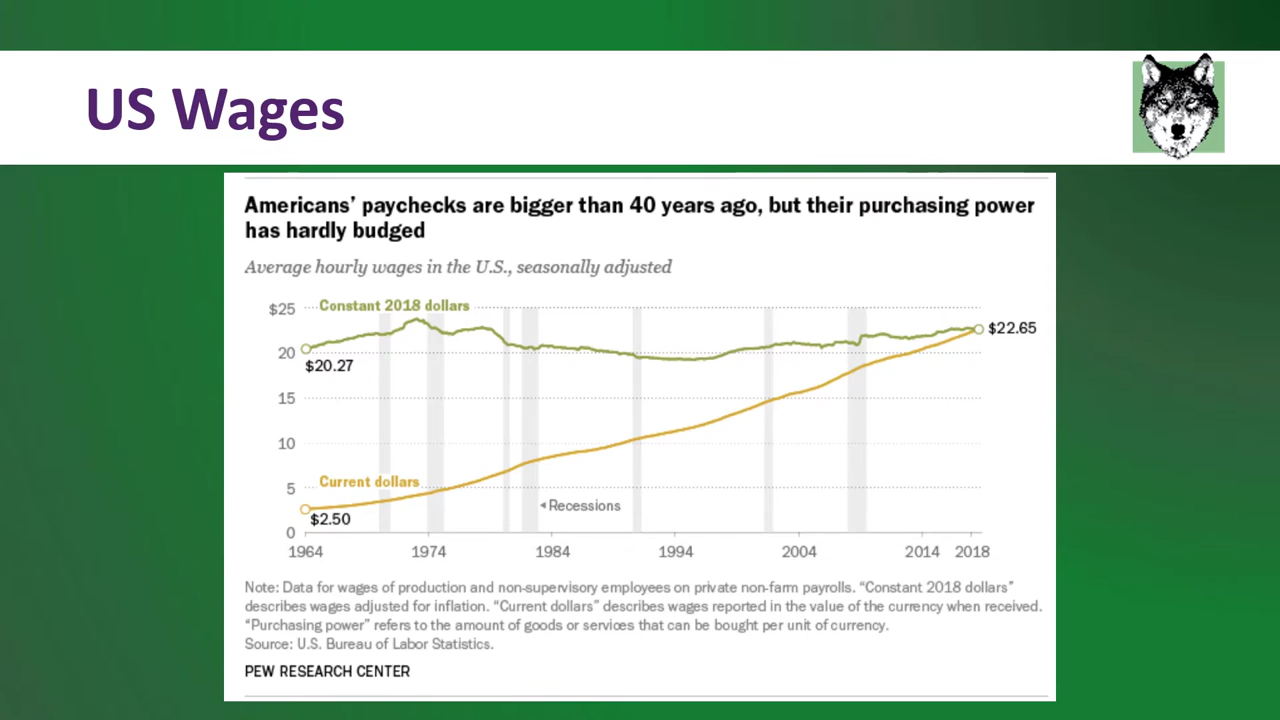 US Wages
Americans’ paychecks are bigger than 40 years ago, but their purchasing power
has hardly budged
Average hourly wages in the U.S., seasonally adjusted
$25
Constant 2018 dollars
20
$20.27
$22.65
15
10
5
Current dollars
$2.50
◂Recessions
0
1964
1974
1984
1994
2004
2014
2018
Note: Data for wages of production and non-supervisory employees on private non-farm payrolls. “Constant 2018 dollars”
describes wages adjusted for inflation. “Current dollars” describes wages reported in the value of the currency when received.
“Purchasing power” refers to the amount of goods or services that can be bought per unit of currency.
Source: U.S. Bureau of Labor Statistics.
PEW RESEARCH CENTER